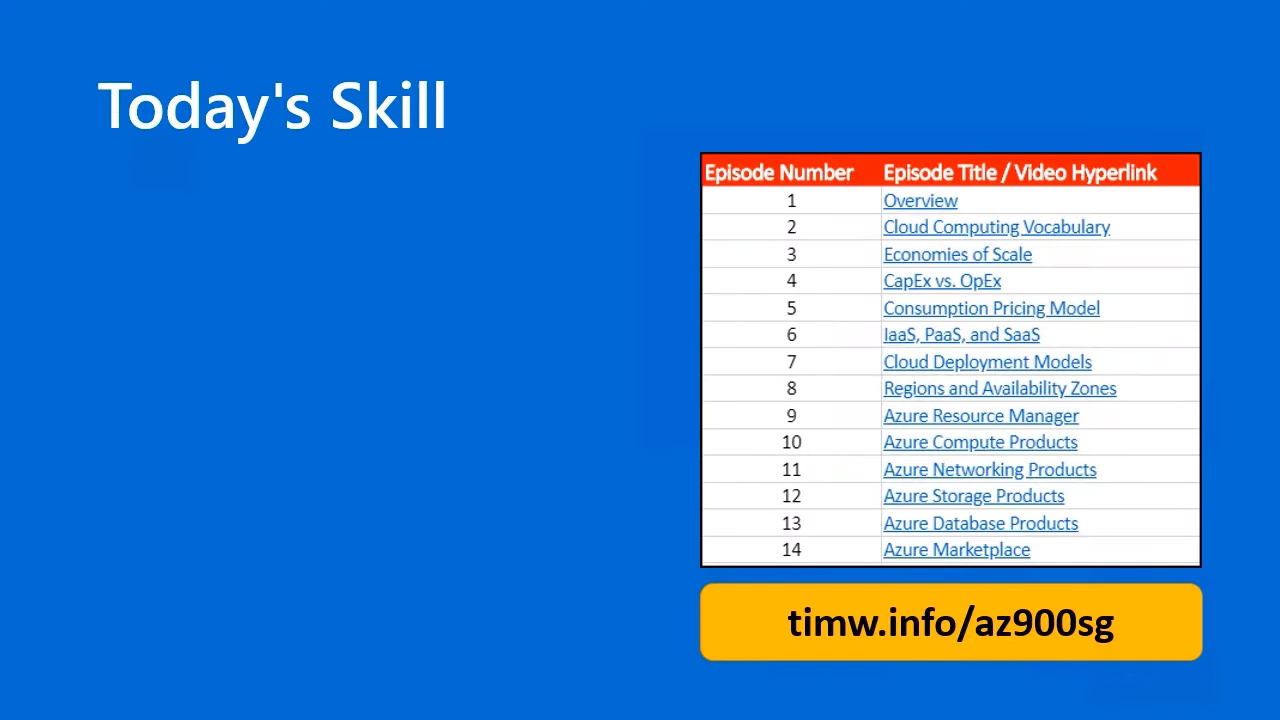 Today's Skill
Episode Number Episode Title / Video Hyperlink
1 Overview
2 Cloud Computing Vocabulary
3 Economies of Scale
4 CapEx vs. OpEx
5 Consumption Pricing Model
6 IaaS, PaaS, and SaaS
7 Cloud Deployment Models
8 Regions and Availability Zones
9 Azure Resource Manager
10 Azure Compute Products
11 Azure Networking Products
12 Azure Storage Products
13 Azure Database Products
14 Azure Marketplace
timw.info/az900sg